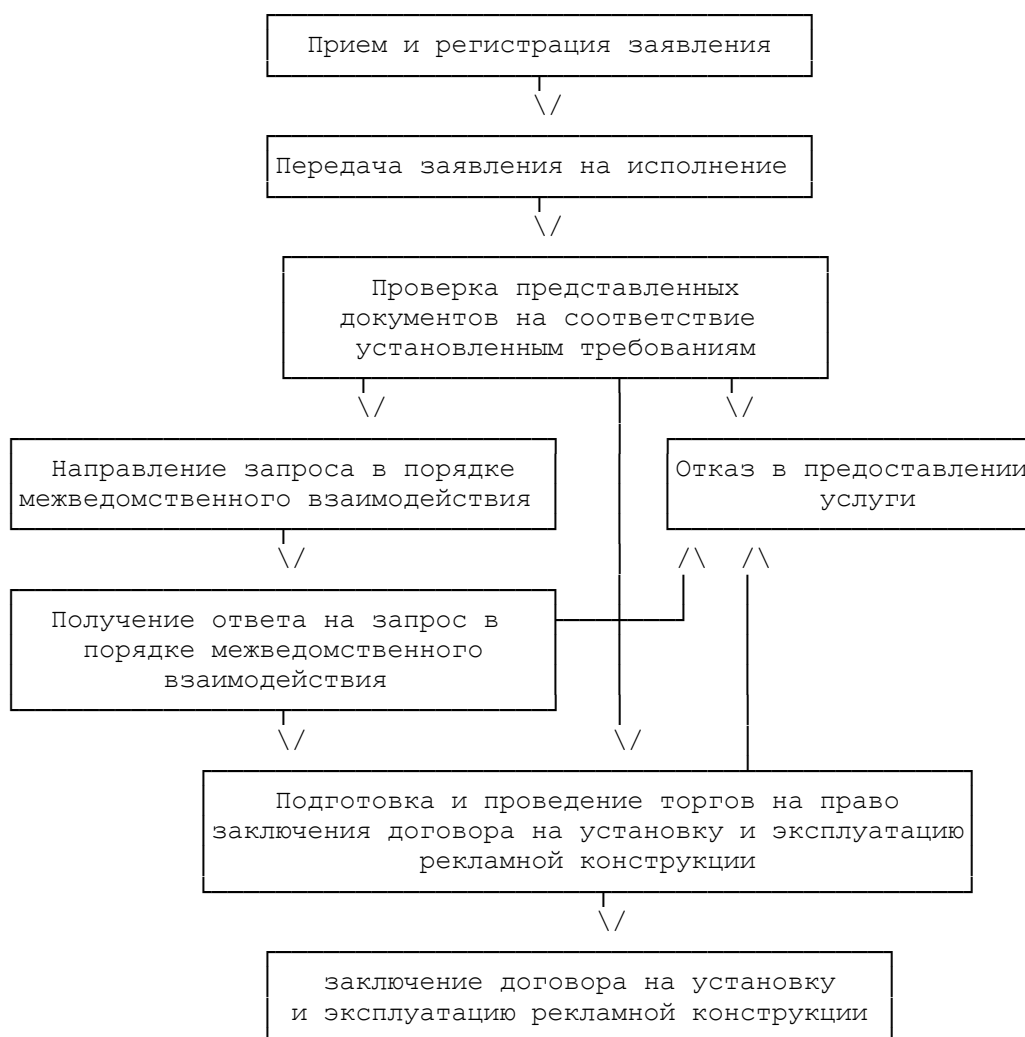 Прием и регистрация заявления
Передача заявления на исполнение
Проверка представленных
документов на соответствие
установленным требованиям
Направление запроса в порядке
межведомственного взаимодействия
Отказ в предоставлении
услуги
Получение ответа на запрос в
порядке межведомственного
взаимодействия
Подготовка и проведение торгов на право
заключения договора на установку и эксплуатацию
рекламной конструкции
заключение договора на установку
и эксплуатацию рекламной конструкции